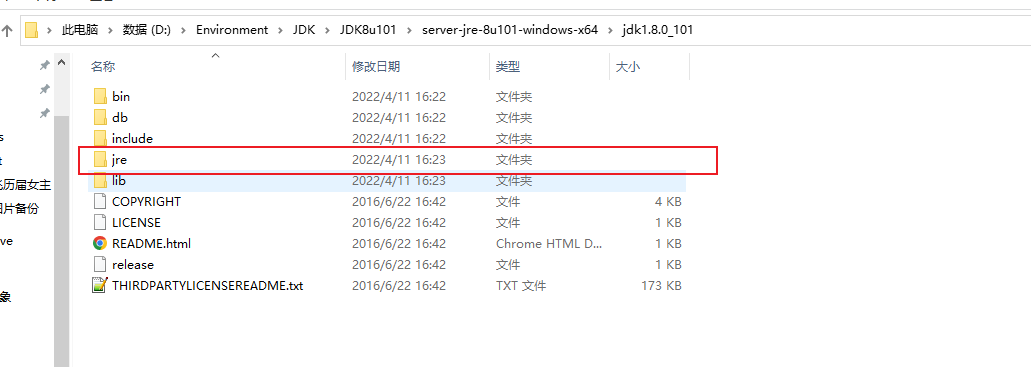 此电脑 > 数据 (D:) > Environment > JDK > JDK8u101 > server-jre-8u101-windows-x64 > jdk1.8.0_101
名称 修改日期 类型 大小
bin 2022/4/11 16:22 文件夹
db 2022/4/11 16:22 文件夹
include 2022/4/11 16:22 文件夹
jre 2022/4/11 16:23 文件夹
lib 2022/4/11 16:23 文件夹
COPYRIGHT 2016/6/22 16:42 文件 4 KB
LICENSE 2016/6/22 16:42 文件 1 KB
README.html 2016/6/22 16:42 Chrome HTML D... 1 KB
release 2016/6/22 16:42 文件 1 KB
THIRDPARTYLICENSEREADME.txt 2016/6/22 16:42 TXT 文件 173 KB
历届女主
片备份
ve
象